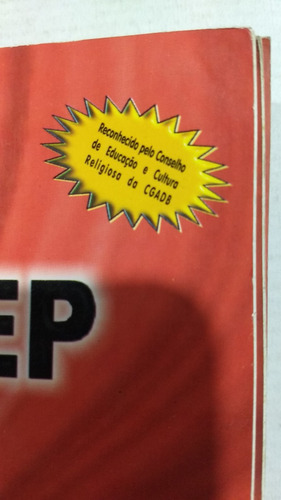 Reconhecido pelo Conselho
de Educação e Cultura
Religiosa da CGADB
EP